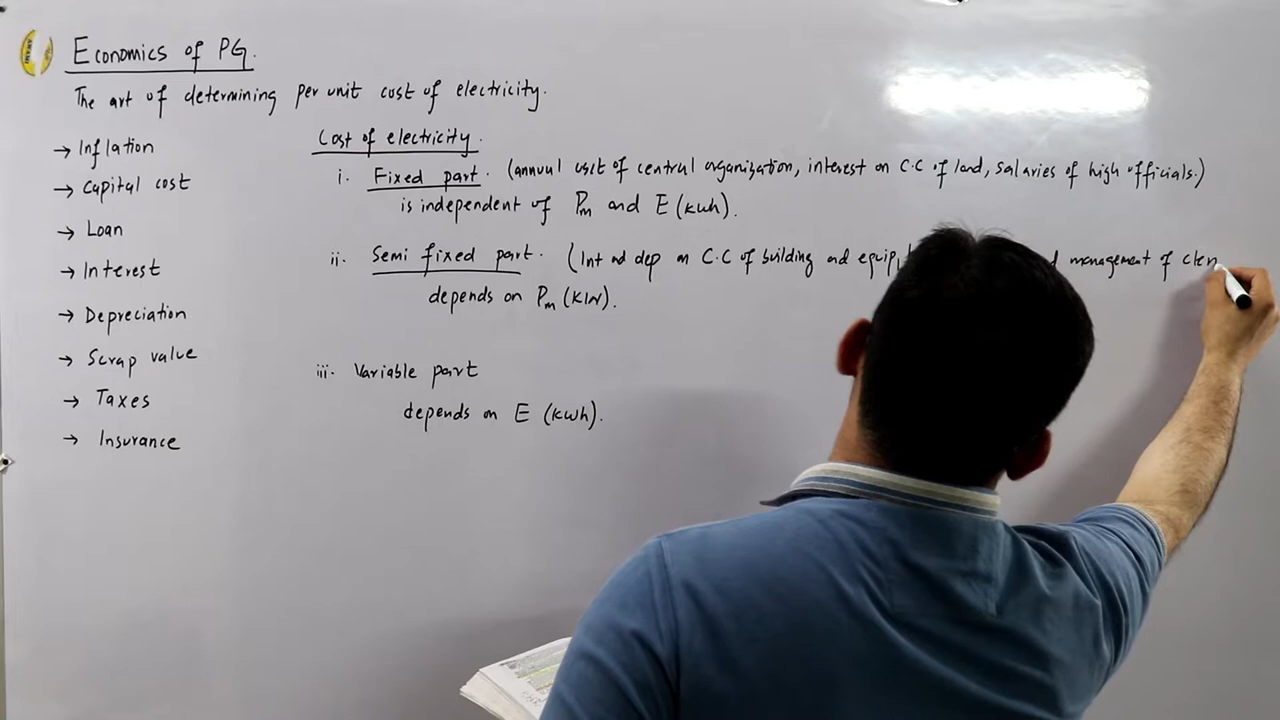 Economics of PG.
The art of determining per unit cost of electricity.
→ Inflation
→ Capital cost
→ Loan
→ Interest
→ Depreciation
→ Scrap value
→ Taxes
→ Insurance
Cost of electricity.
i. Fixed part. (annual cost of central organization, interest on C.C of land, salaries of high officials.)
is independent of Pm and E (kwh).
ii. Semi fixed part. (Int nd dep on C.C of building nd equip management of cler
depends on Pm (KW).
iii. Variable part
depends on E (kwh).